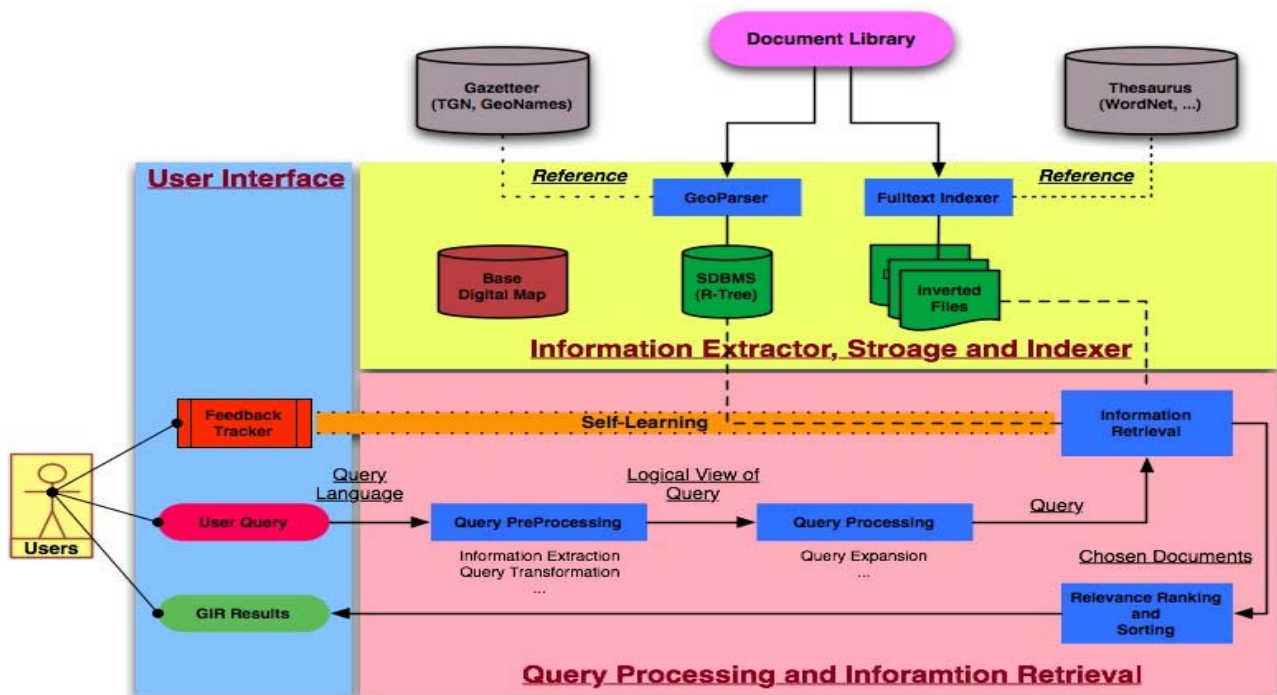 Document Library
Gazetteer
(TGN, GeoNames)
Thesaurus
(WordNet, ...)
User Interface
Reference
GeoParser
Fulltext Indexer
Reference
Base
Digital Map
SDBMS
(R-Tree)
Inverted
Files
Information Extractor, Stroage and Indexer
Feedback
Tracker
Self-Learning
Information
Retrieval
Users
Query
Language
Logical View of
Query
User Query
Query PreProcessing
Query Processing
Query
Information Extraction
Query Transformation
...
Query Expansion
...
Chosen Documents
GIR Results
Relevance Ranking
and
Sorting
Query Processing and Inforamtion Retrieval